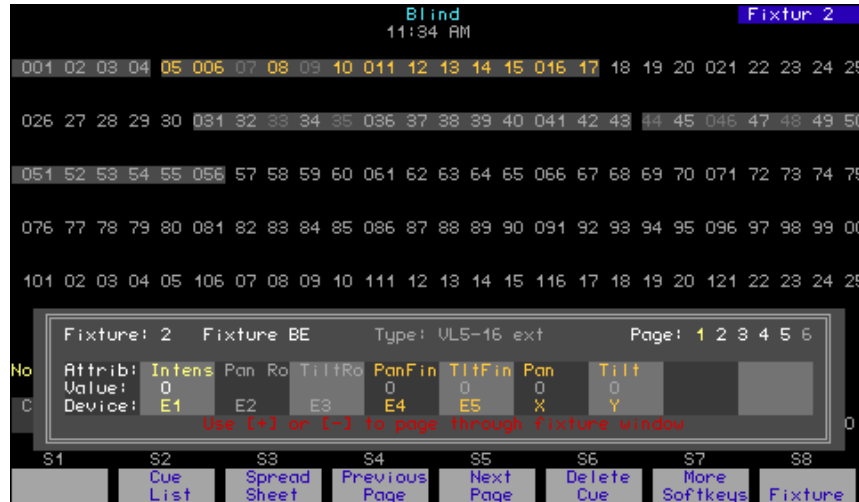 Blind Fixtur 2
11:34 AM
001 02 03 04 05 006 07 08 09 10 011 12 13 14 15 016 17 18 19 20 021 22 23 24 25
026 27 28 29 30 031 32 33 34 35 036 37 38 39 40 041 42 43 44 45 046 47 48 49 50
051 52 53 54 55 056 57 58 59 60 061 62 63 64 65 066 67 68 69 70 071 72 73 74 75
076 77 78 79 80 081 82 83 84 85 086 87 88 89 90 091 92 93 94 95 096 97 98 99 00
101 02 03 04 05 106 07 08 09 10 111 12 13 14 15 116 17 18 19 20 121 22 23 24 25
Fixture: 2 Fixture BE Type: VL5-16 ext Page: 1 2 3 4 5 6
No Attrib: Intens Pan Ro TiltRo PanFin TltFin Pan Tilt
Value: 0 0 0 0 0
C Device: E1 E2 E3 E4 E5 X Y
Use [+] or [-] to page through fixture window 0
S1 S2 S3 S4 S5 S6 S7 S8
Cue Spread Previous Next Delete More
List Sheet Page Page Cue Softkeys Fixture